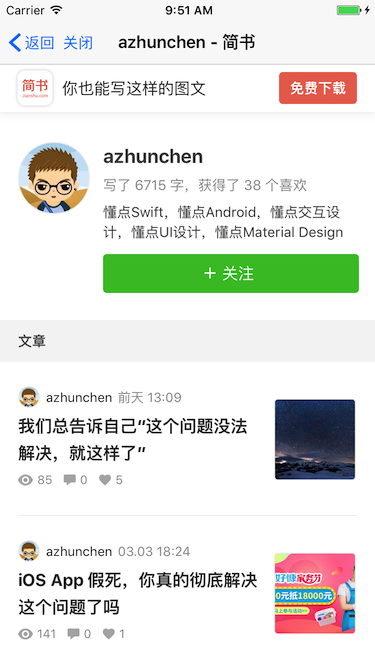 Carrier 9:51 AM
返回 关闭 azhunchen - 简书
简书 你也能写这样的图文 免费下载
jianshu.com
azhunchen
写了 6715 字，获得了 38 个喜欢
懂点Swift，懂点Android，懂点交互设
计，懂点UI设计，懂点Material Design
+ 关注
文章
azhunchen 前天 13:09
我们总告诉自己“这个问题没法
解决，就这样了”
85 0 5
azhunchen 03.03 18:24
iOS App 假死，你真的彻底解决
这个问题了吗
0元抵18000元
141 0 1